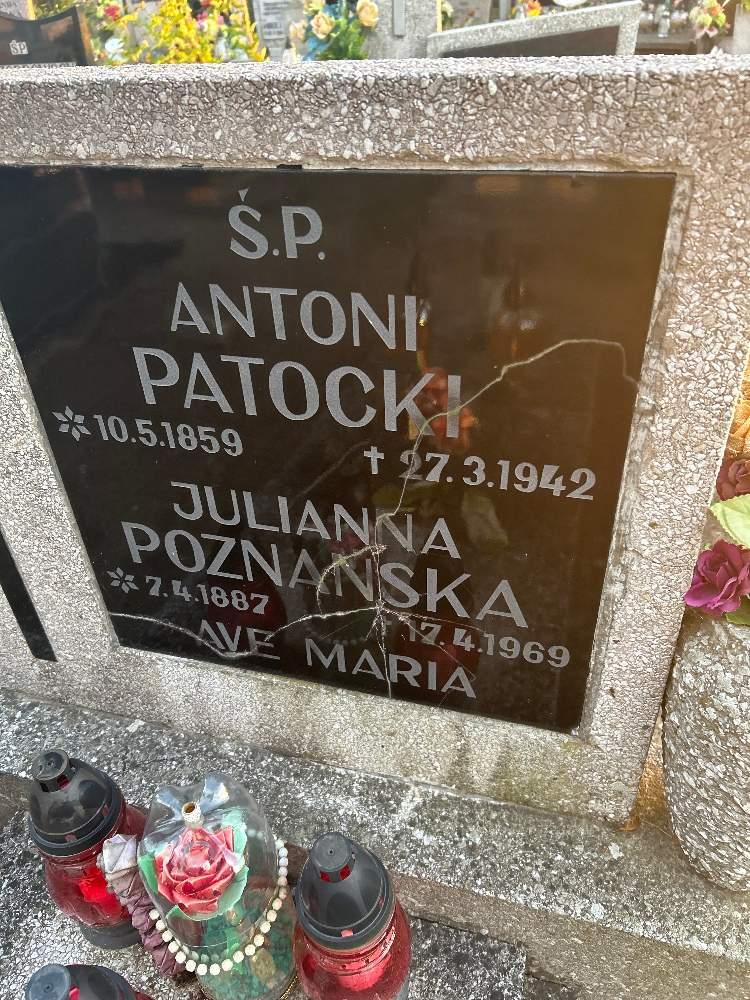 Ś.P.
Ś.P.
ANTONI
PATOCKI
* 10.5.1859
† 27.3.1942
JULIANNA
POZNAŃSKA
* 7.4.1887
17.4.1969
AVE MARIA